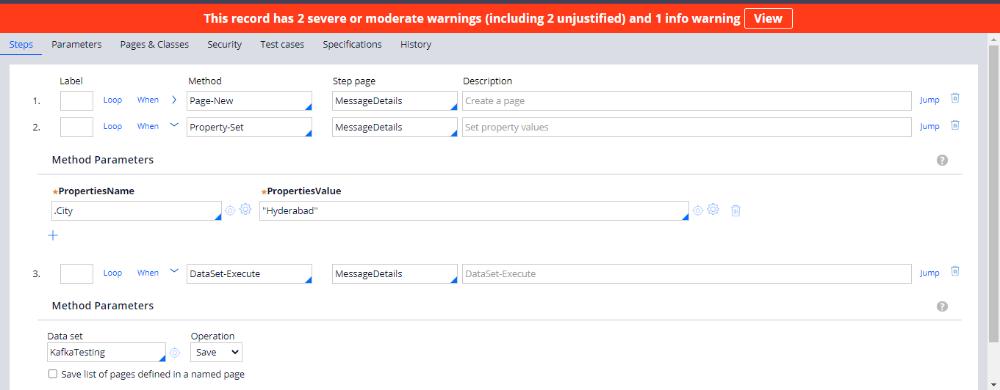 This record has 2 severe or moderate warnings (including 2 unjustified) and 1 info warning View
Steps Parameters Pages & Classes Security Test cases Specifications History
Label Method Step page Description
1. Loop When Page-New MessageDetails Create a page Jump
2. Loop When Property-Set MessageDetails Set property values Jump
Method Parameters ?
*PropertiesName *PropertiesValue
.City "Hyderabad"
3. Loop When DataSet-Execute MessageDetails DataSet-Execute Jump
Method Parameters ?
Data set Operation
KafkaTesting Save
Save list of pages defined in a named page